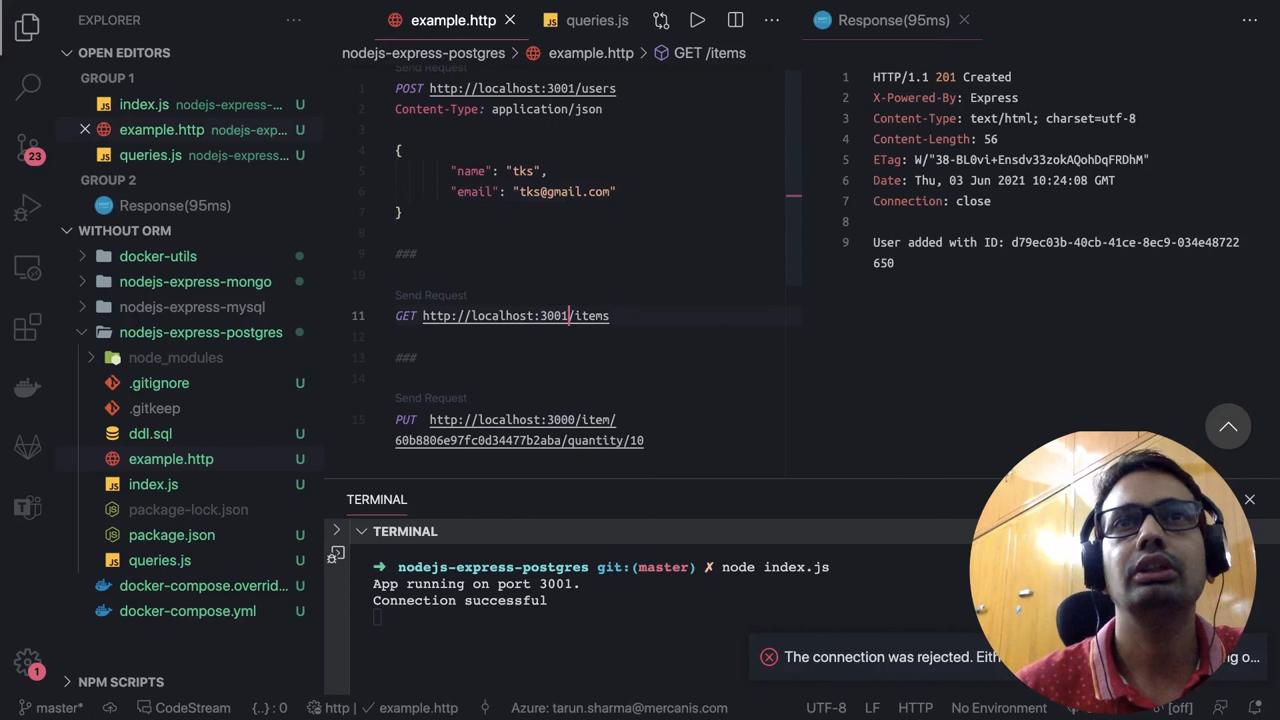 EXPLORER
OPEN EDITORS
GROUP 1
index.js nodejs-express-... U
example.http nodejs-exp... U
queries.js nodejs-express... U
GROUP 2
Response(95ms)
WITHOUT ORM
docker-utils
nodejs-express-mongo
nodejs-express-mysql
nodejs-express-postgres
node_modules
.gitignore U
.gitkeep
ddl.sql U
example.http U
index.js U
package-lock.json
package.json U
queries.js U
docker-compose.overrid... U
docker-compose.yml U
NPM SCRIPTS
23
1
example.http
queries.js
nodejs-express-postgres > example.http > GET /items
Send Request
1 POST http://localhost:3001/users
2 Content-Type: application/json
3
4 {
5 "name": "tks",
6 "email": "tks@gmail.com"
7 }
8
9 ###
10
Send Request
11 GET http://localhost:3001/items
12
13 ###
14
Send Request
15 PUT http://localhost:3000/item/
60b8806e97fc0d34477b2aba/quantity/10
Response(95ms)
1 HTTP/1.1 201 Created
2 X-Powered-By: Express
3 Content-Type: text/html; charset=utf-8
4 Content-Length: 56
5 ETag: W/"38-BL0vi+Ensdv33zokAQohDqFRDhM"
6 Date: Thu, 03 Jun 2021 10:24:08 GMT
7 Connection: close
8
9 User added with ID: d79ec03b-40cb-41ce-8ec9-034e48722
650
TERMINAL
TERMINAL
→ nodejs-express-postgres git:(master) ✗ node index.js
App running on port 3001.
Connection successful
The connection was rejected. Eit
ng o...
master* CodeStream {..}: 0 http | ✓ example.http Azure: tarun.sharma@mercanis.com UTF-8 LF HTTP No Environment [off]